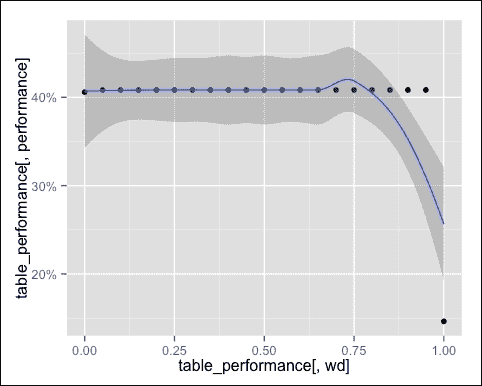 table_performance[, performance]
40%
30%
20%
0.00 0.25 0.50 0.75 1.00
table_performance[, wd]